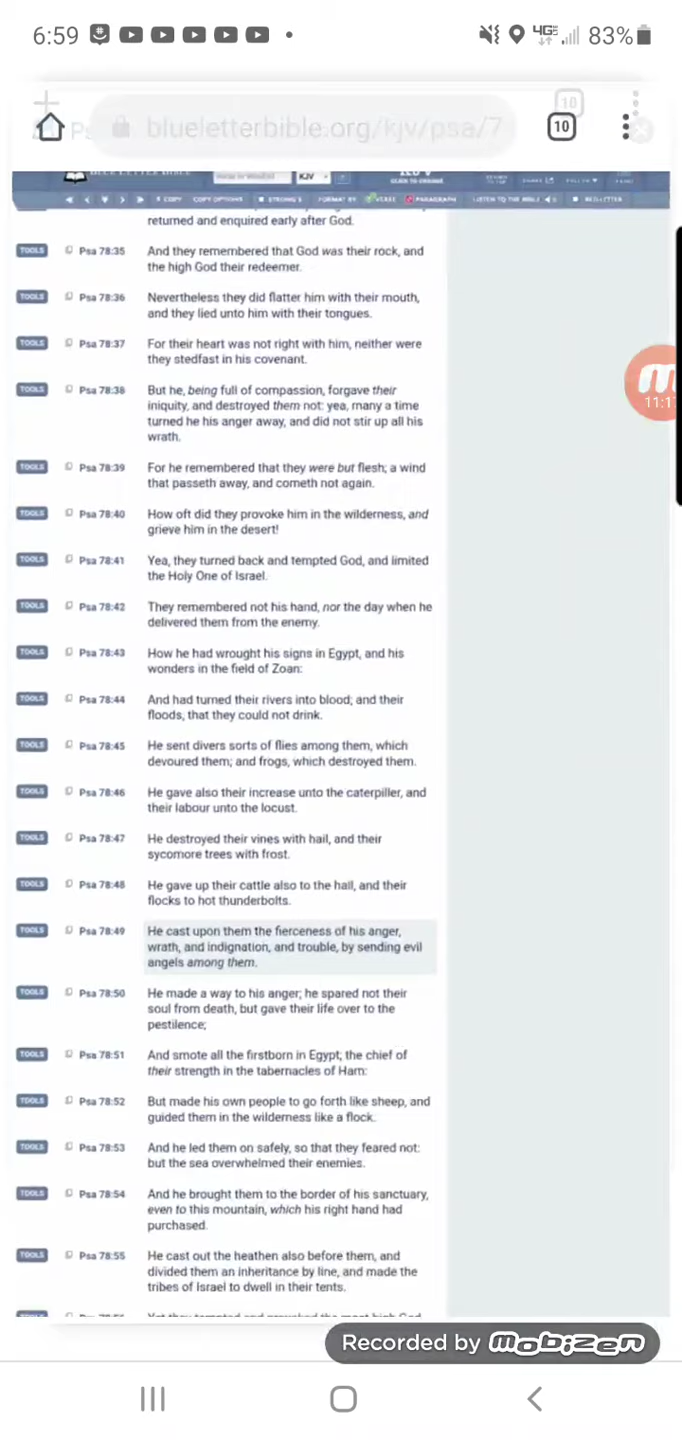 6:59 83%
blueletterbible.org/kjv/psa/7 10
KJV
COPY COPY OPTIONS STRONG'S FORMAT BY VERSE PARAGRAPH LISTEN TO THE BIBLE RED LETTER
returned and enquired early after God.
TOOLS Psa 78:35 And they remembered that God was their rock, and
the high God their redeemer.
TOOLS Psa 78:36 Nevertheless they did flatter him with their mouth,
and they lied unto him with their tongues.
TOOLS Psa 78:37 For their heart was not right with him, neither were
they stedfast in his covenant.
TOOLS Psa 78:38 But he, being full of compassion, forgave their
iniquity, and destroyed them not: yea, many a time
turned he his anger away, and did not stir up all his
wrath.
TOOLS Psa 78:39 For he remembered that they were but flesh; a wind
that passeth away, and cometh not again.
TOOLS Psa 78:40 How oft did they provoke him in the wilderness, and
grieve him in the desert!
TOOLS Psa 78:41 Yea, they turned back and tempted God, and limited
the Holy One of Israel.
TOOLS Psa 78:42 They remembered not his hand, nor the day when he
delivered them from the enemy.
TOOLS Psa 78:43 How he had wrought his signs in Egypt, and his
wonders in the field of Zoan:
TOOLS Psa 78:44 And had turned their rivers into blood; and their
floods, that they could not drink.
TOOLS Psa 78:45 He sent divers sorts of flies among them, which
devoured them; and frogs, which destroyed them.
TOOLS Psa 78:46 He gave also their increase unto the caterpiller, and
their labour unto the locust.
TOOLS Psa 78:47 He destroyed their vines with hail, and their
sycomore trees with frost.
TOOLS Psa 78:48 He gave up their cattle also to the hail, and their
flocks to hot thunderbolts.
TOOLS Psa 78:49 He cast upon them the fierceness of his anger,
wrath, and indignation, and trouble, by sending evil
angels among them.
TOOLS Psa 78:50 He made a way to his anger; he spared not their
soul from death, but gave their life over to the
pestilence;
TOOLS Psa 78:51 And smote all the firstborn in Egypt; the chief of
their strength in the tabernacles of Ham:
TOOLS Psa 78:52 But made his own people to go forth like sheep, and
guided them in the wilderness like a flock.
TOOLS Psa 78:53 And he led them on safely, so that they feared not:
but the sea overwhelmed their enemies.
TOOLS Psa 78:54 And he brought them to the border of his sanctuary,
even to this mountain, which his right hand had
purchased.
TOOLS Psa 78:55 He cast out the heathen also before them, and
divided them an inheritance by line, and made the
tribes of Israel to dwell in their tents.
Recorded by mobizen